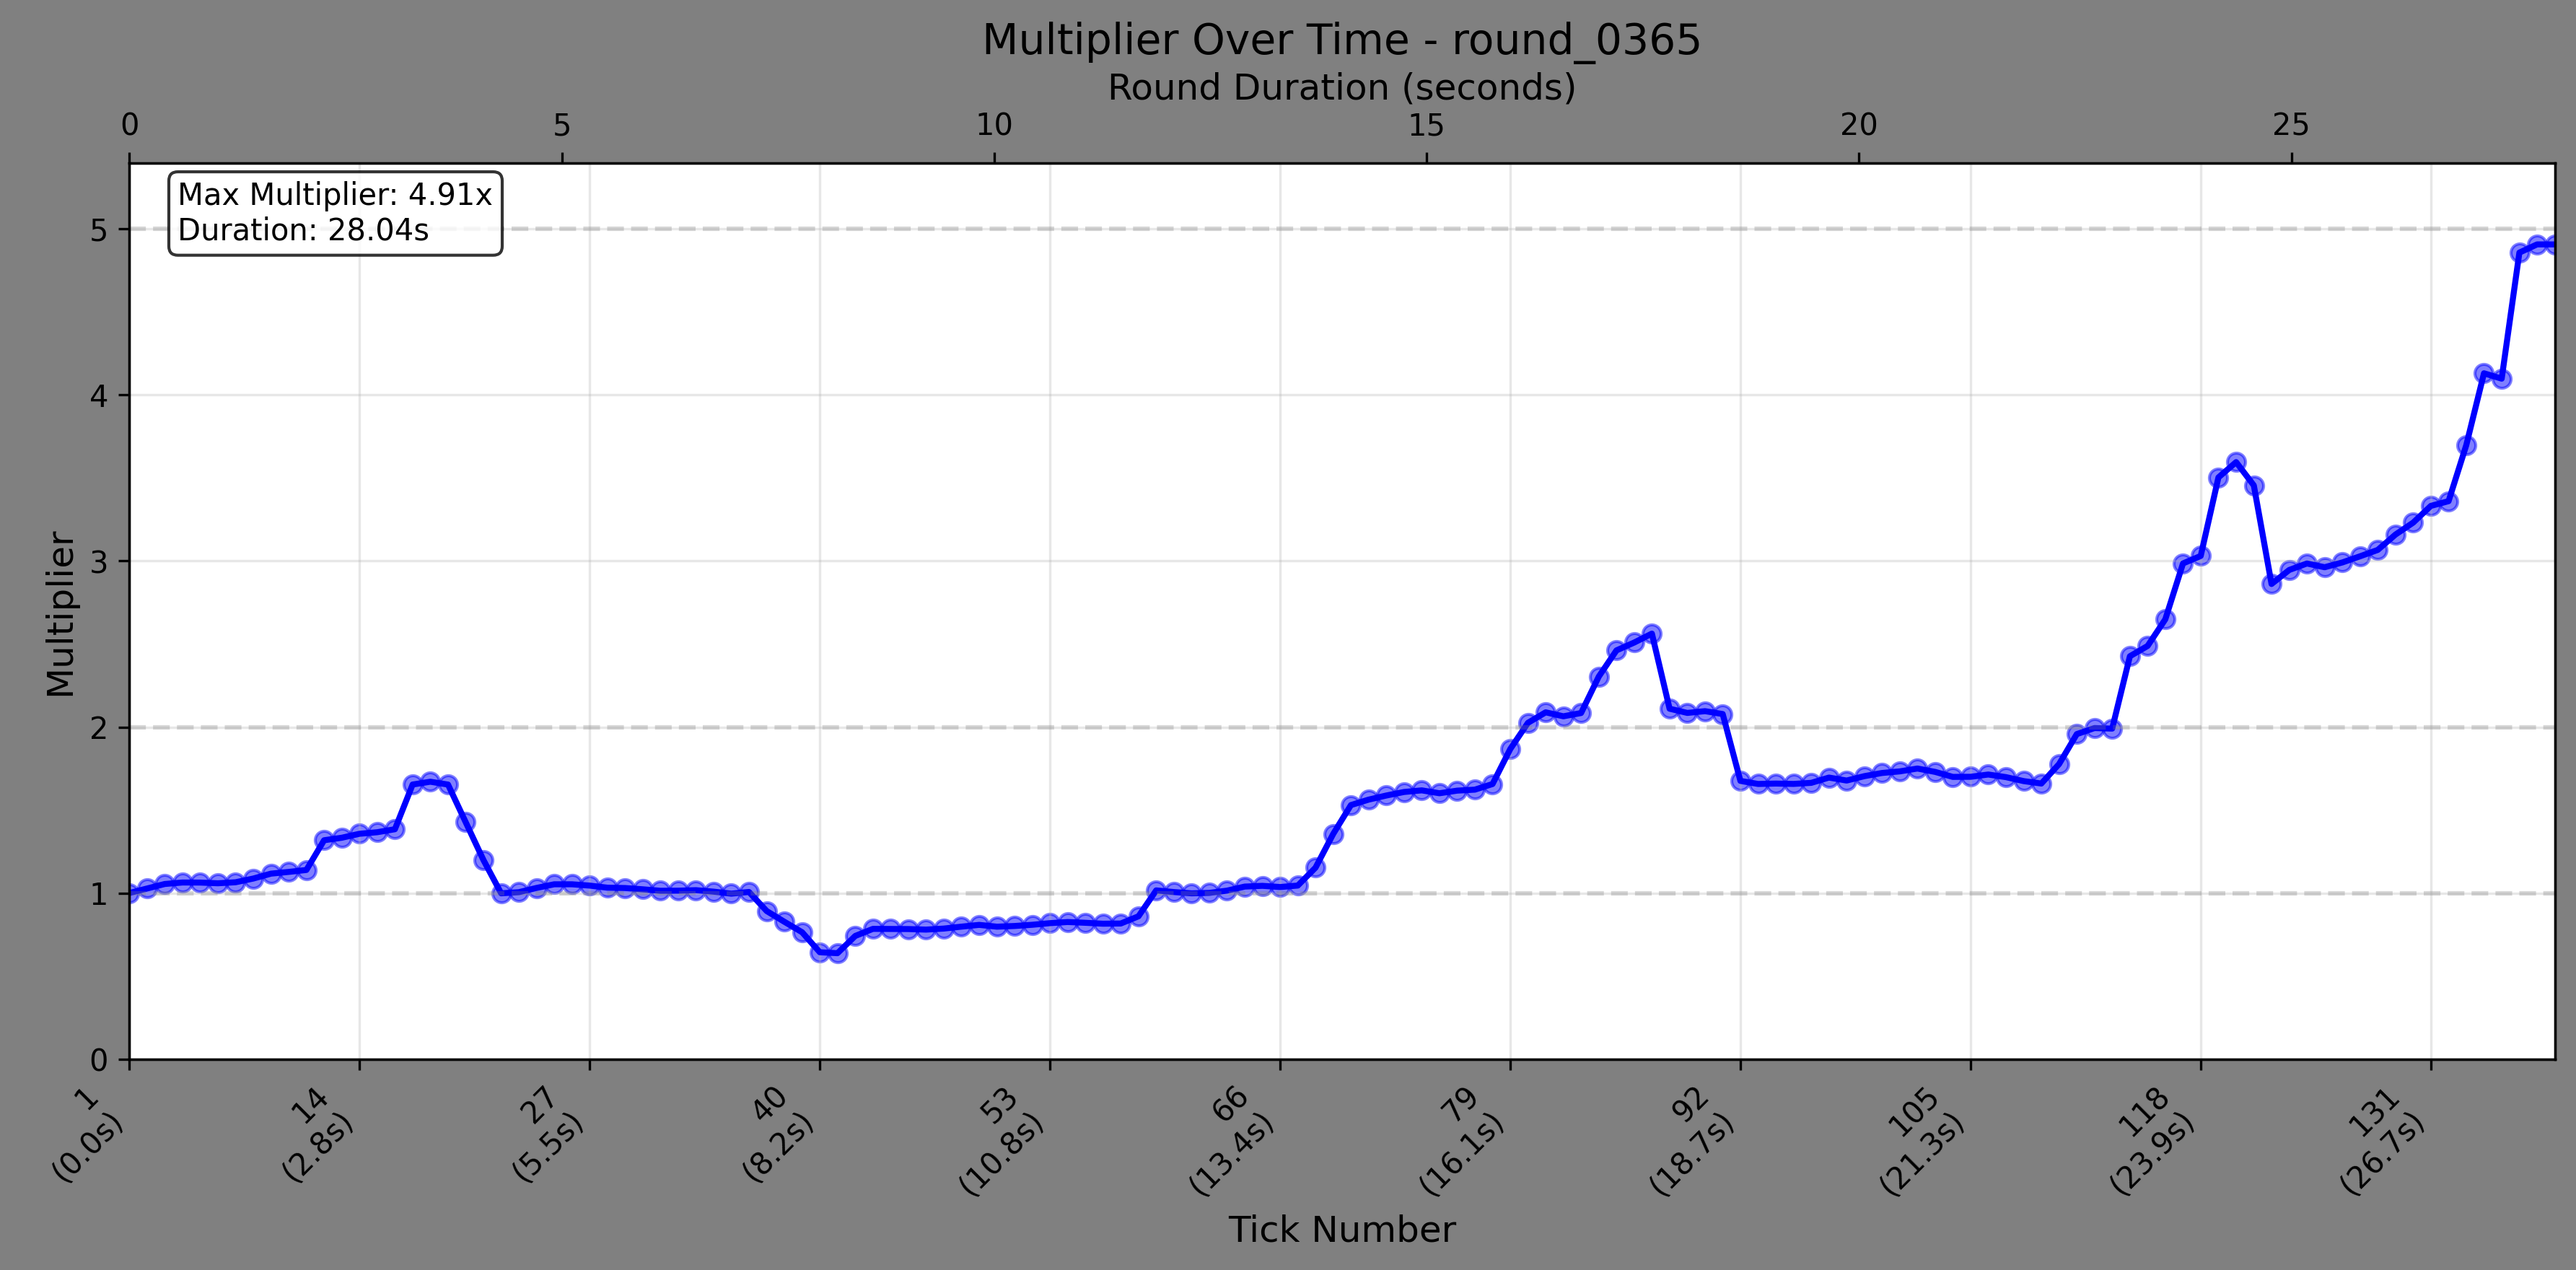 Multiplier Over Time - round_0365
Round Duration (seconds)
0 5 10 15 20 25
Max Multiplier: 4.91x
Duration: 28.04s
5
4
3
2
1
0
Multiplier
1
(0.0s)
14
(2.8s)
27
(5.5s)
40
(8.2s)
53
(10.8s)
66
(13.4s)
79
(16.1s)
92
(18.7s)
105
(21.3s)
118
(23.9s)
131
(26.7s)
Tick Number